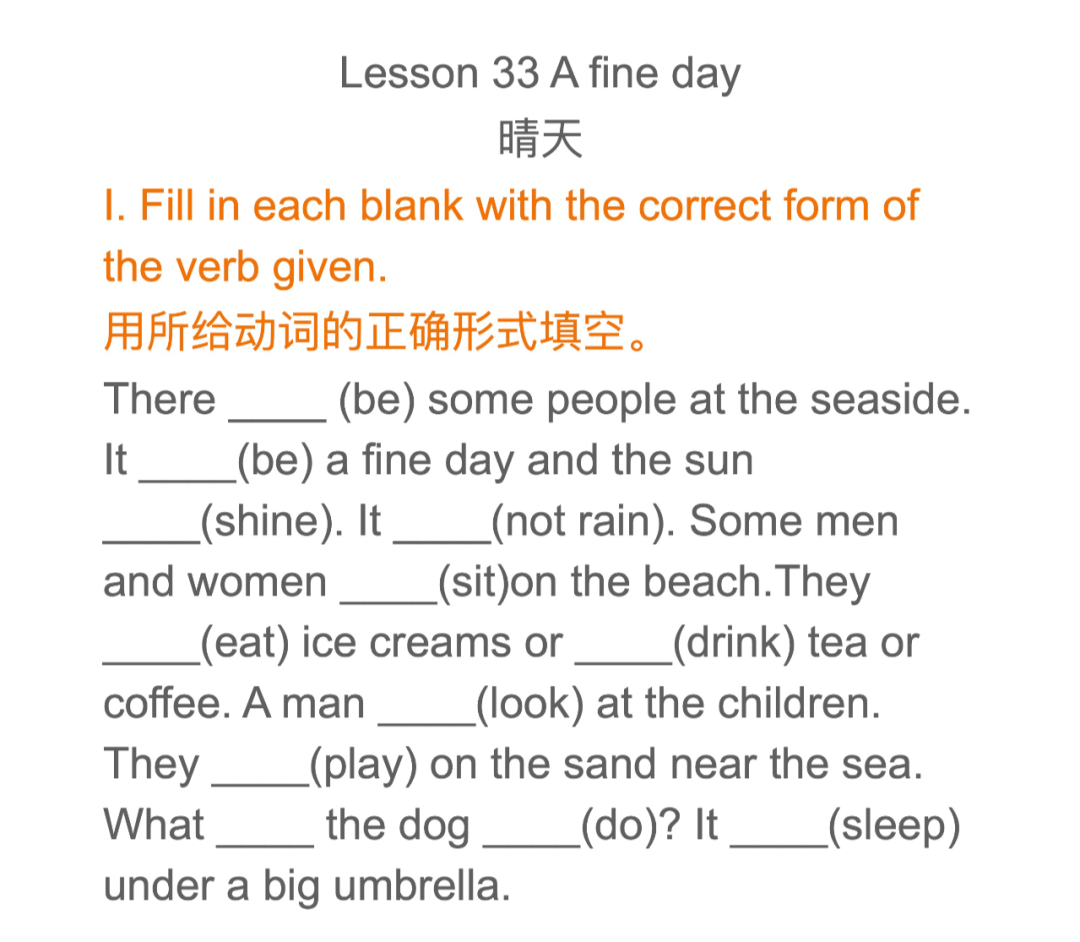 Lesson 33 A fine day
晴天
I. Fill in each blank with the correct form of
the verb given.
用所给动词的正确形式填空。
There _____ (be) some people at the seaside.
It _____(be) a fine day and the sun
_____(shine). It _____(not rain). Some men
and women _____(sit)on the beach.They
_____(eat) ice creams or _____(drink) tea or
coffee. A man _____(look) at the children.
They _____(play) on the sand near the sea.
What _____ the dog _____(do)? It _____(sleep)
under a big umbrella.